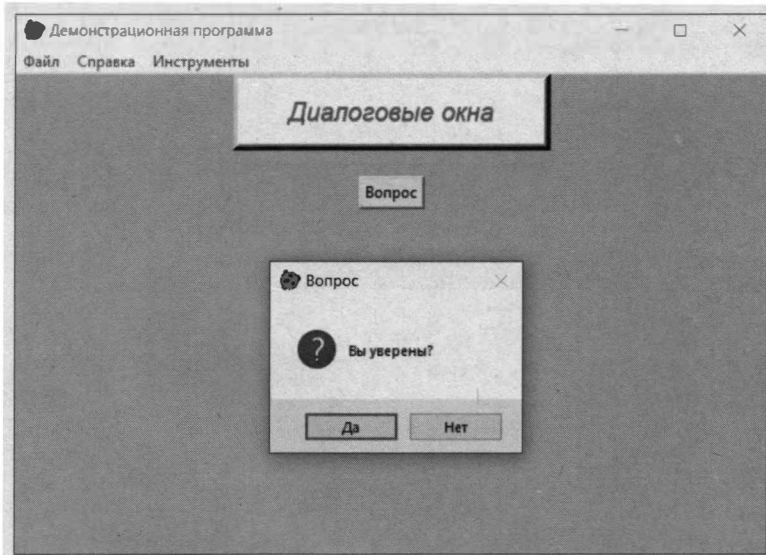 Демонстрационная программа
Файл Справка Инструменты
Диалоговые окна
Вопрос
Вопрос
Вы уверены?
Да Нет